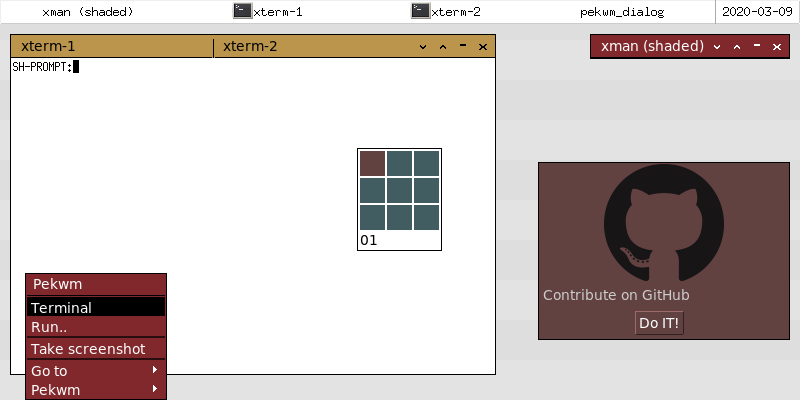 xman (shaded) xterm-1 xterm-2 pekwm_dialog 2020-03-09
xterm-1 xterm-2
SH-PROMPT:
xman (shaded)
01
Contribute on GitHub
Do IT!
Pekwm
Terminal
Run..
Take screenshot
Go to
Pekwm